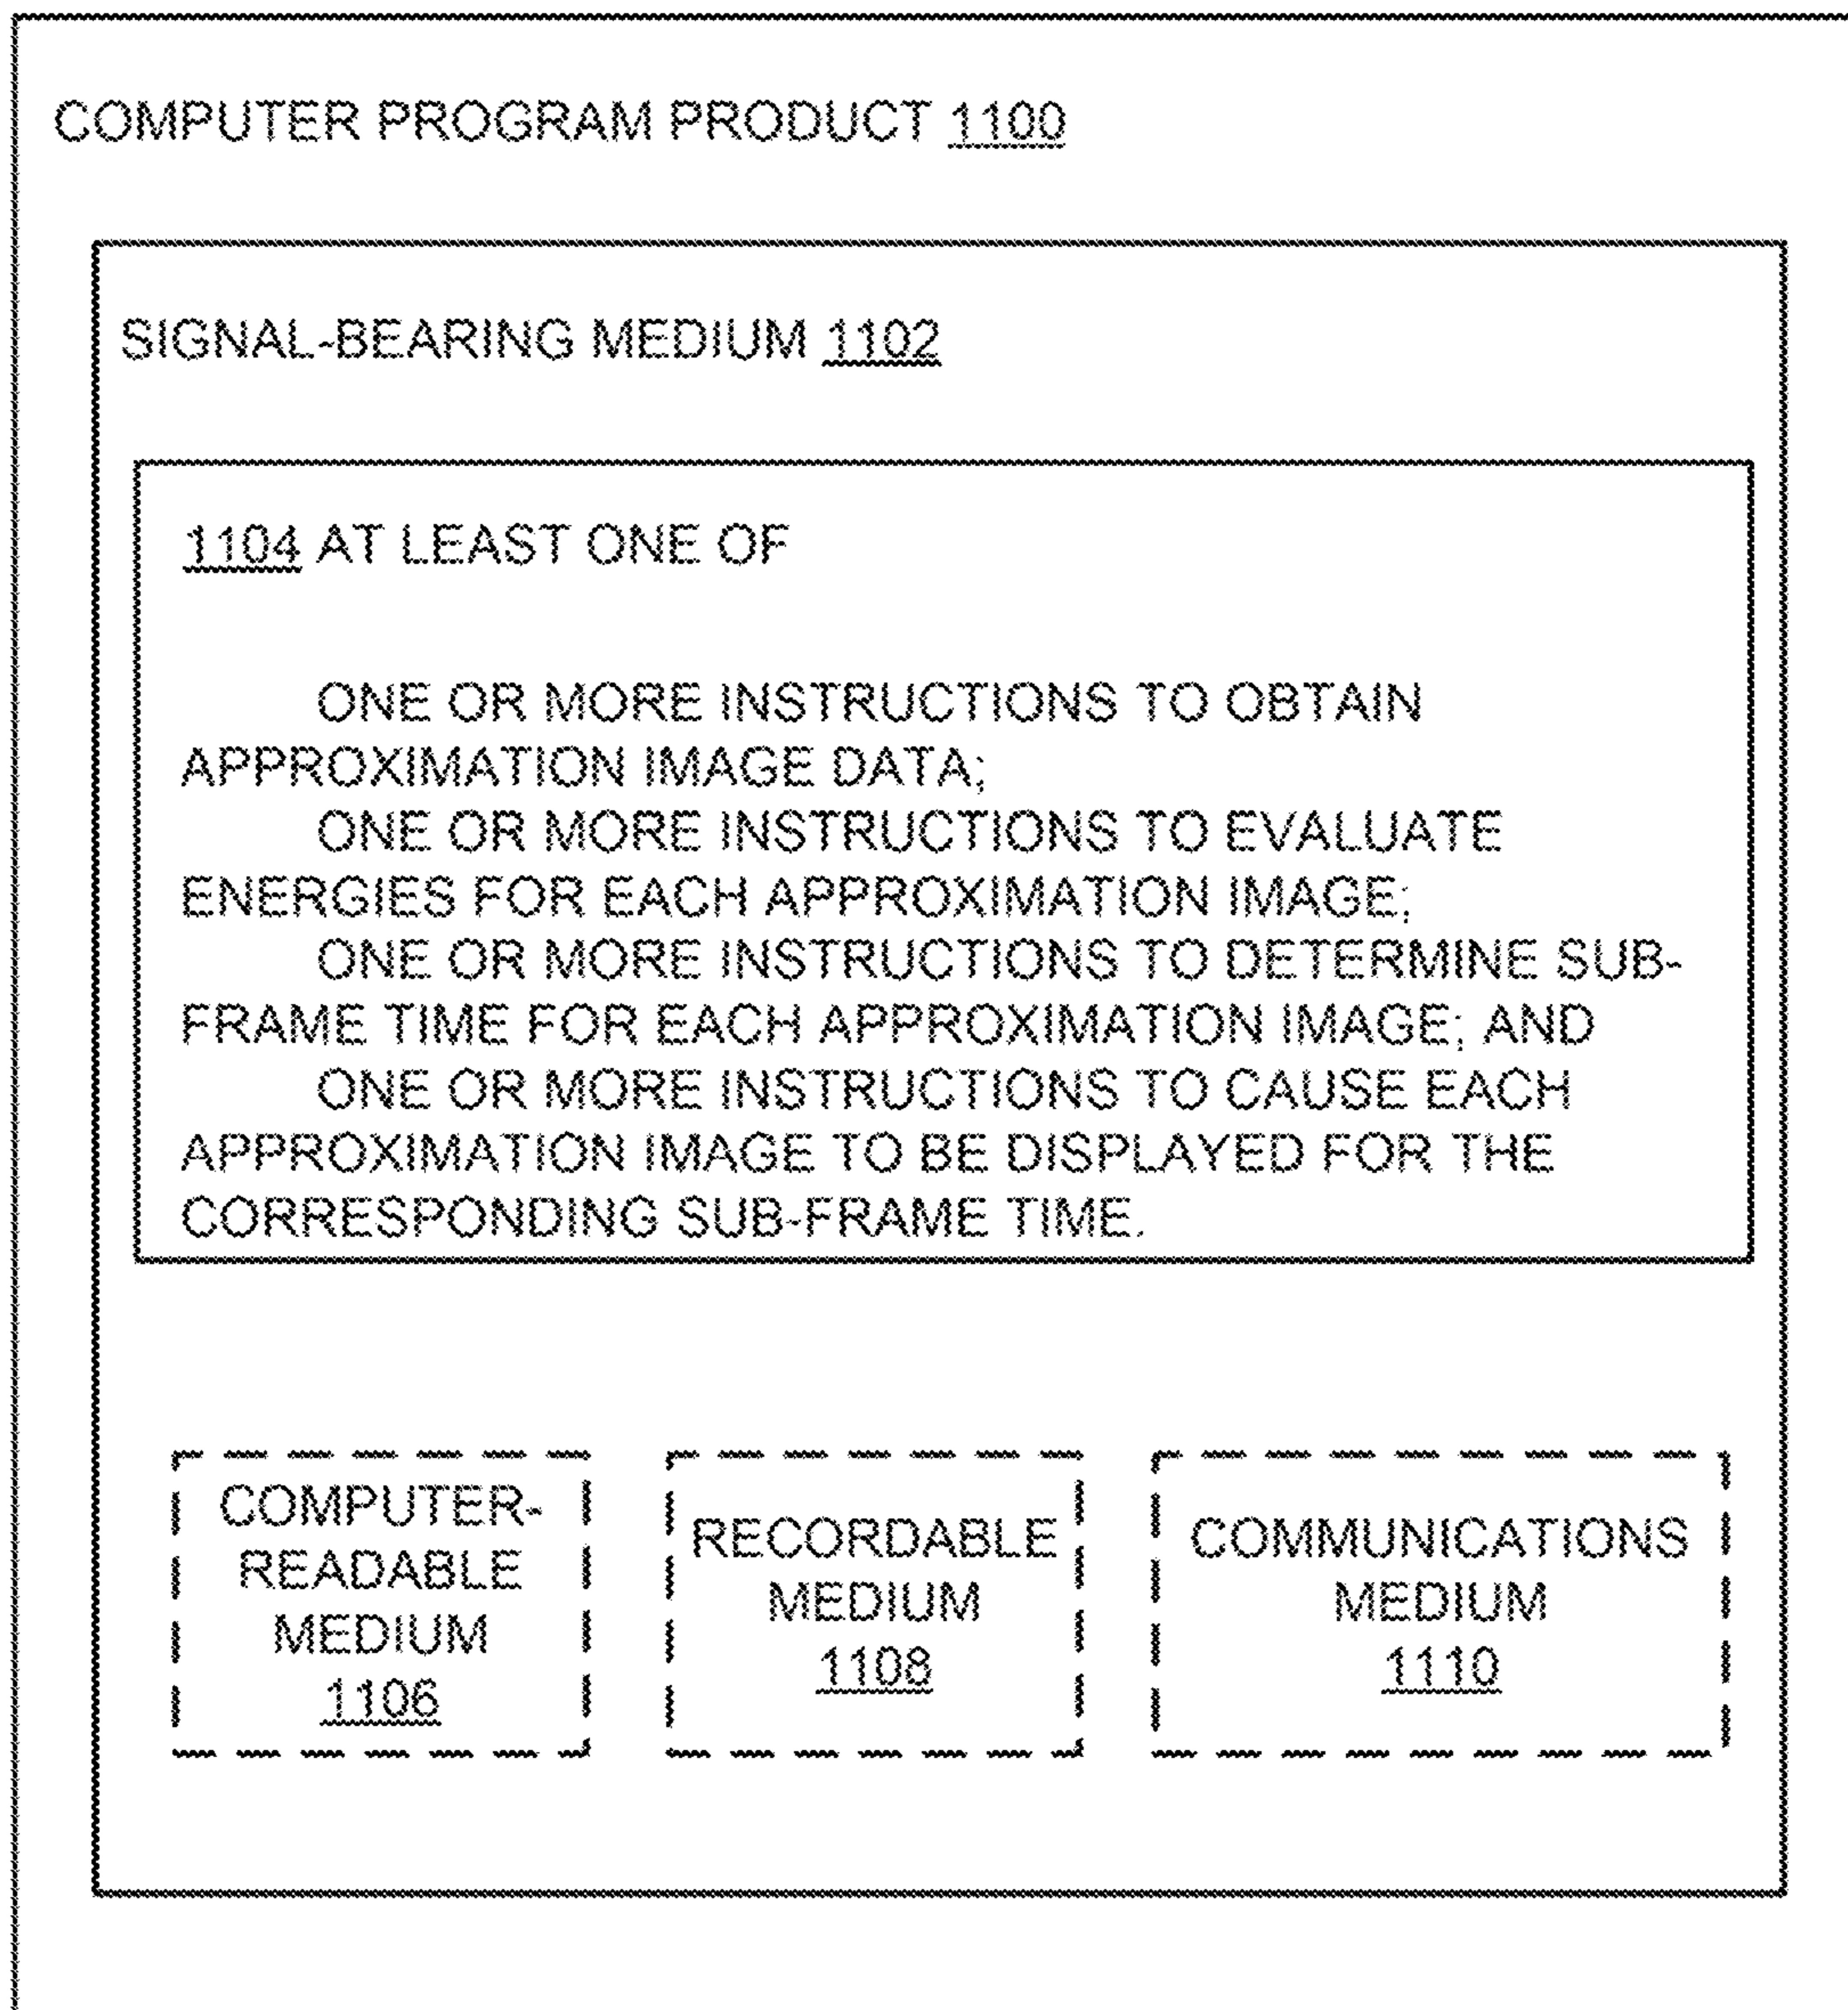 COMPUTER PROGRAM PRODUCT 1100
SIGNAL-BEARING MEDIUM 1102
1104 AT LEAST ONE OF
ONE OR MORE INSTRUCTIONS TO OBTAIN
APPROXIMATION IMAGE DATA;
ONE OR MORE INSTRUCTIONS TO EVALUATE
ENERGIES FOR EACH APPROXIMATION IMAGE;
ONE OR MORE INSTRUCTIONS TO DETERMINE SUB-
FRAME TIME FOR EACH APPROXIMATION IMAGE; AND
ONE OR MORE INSTRUCTIONS TO CAUSE EACH
APPROXIMATION IMAGE TO BE DISPLAYED FOR THE
CORRESPONDING SUB-FRAME TIME.
COMPUTER-
READABLE
MEDIUM
1106
RECORDABLE
MEDIUM
1108
COMMUNICATIONS
MEDIUM
1110